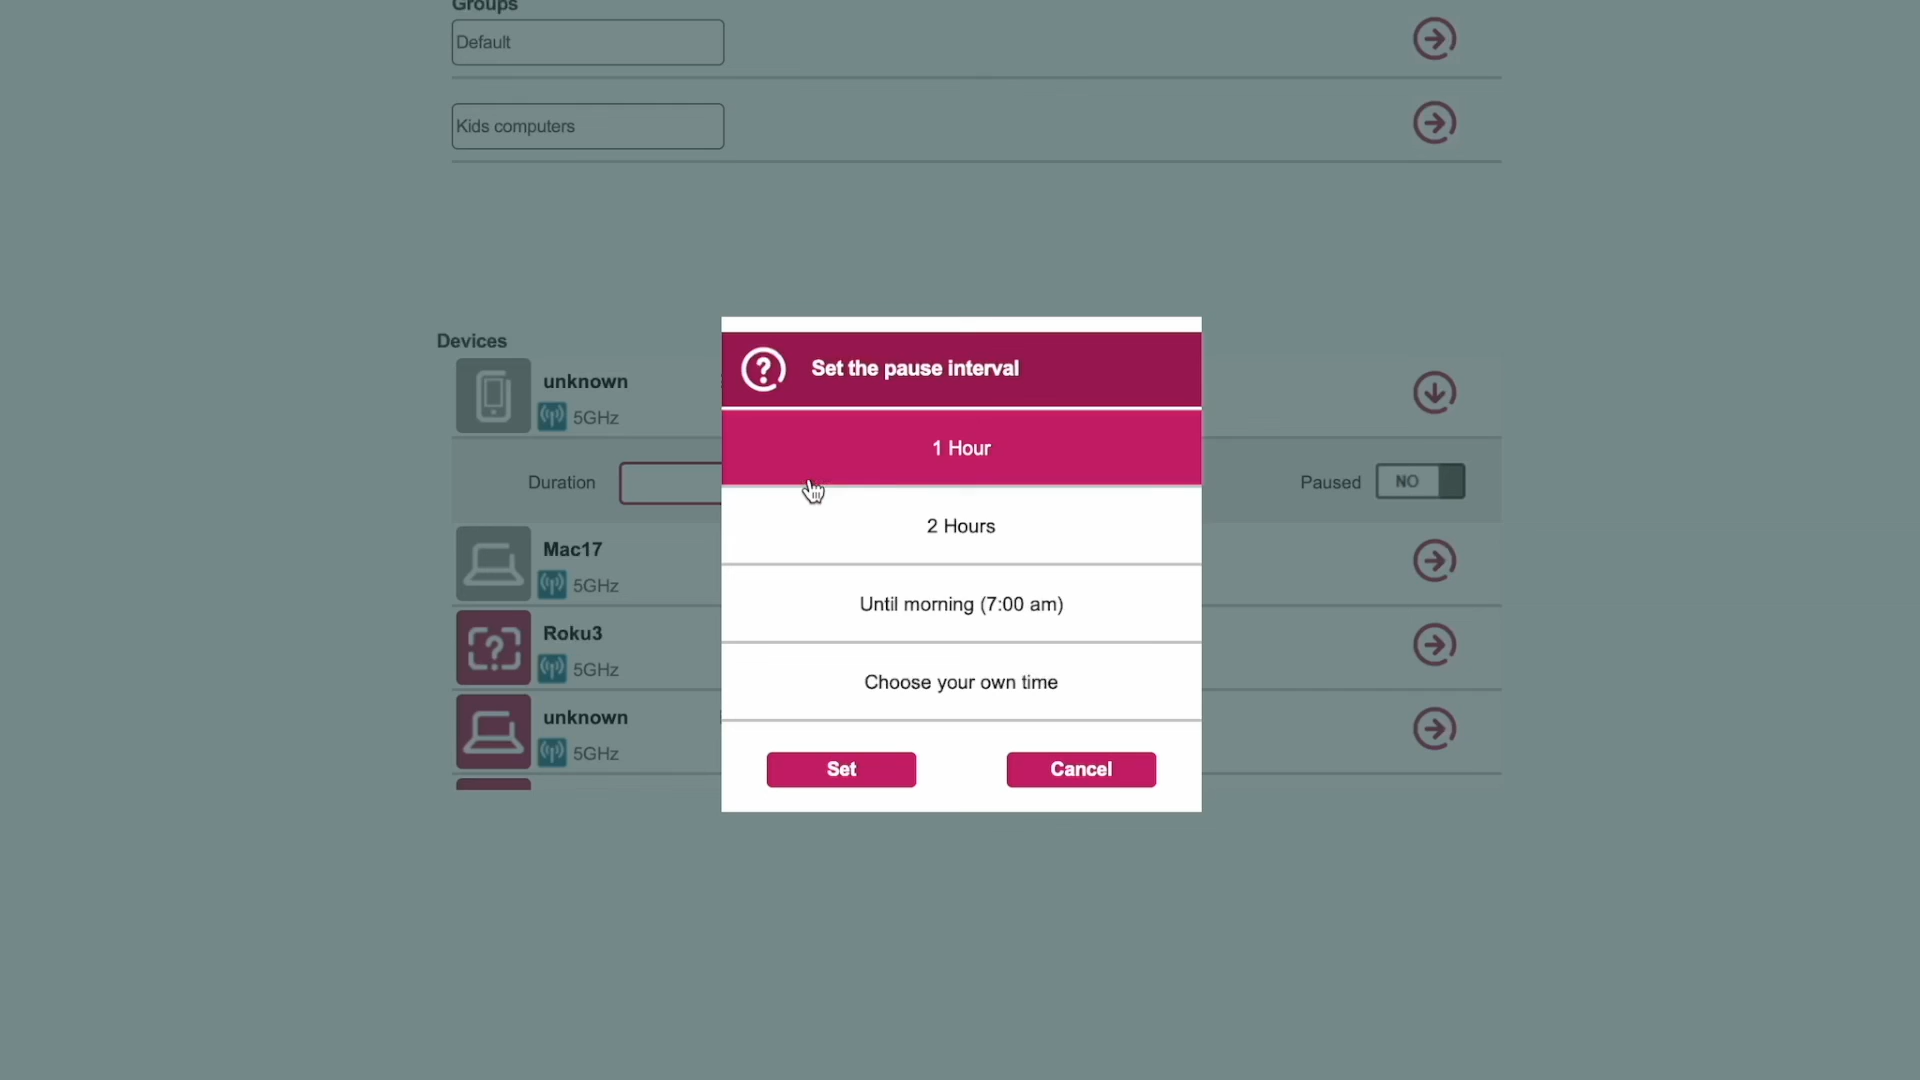 Groups
Default
Kids computers
Devices
unknown
5GHz
Duration
Paused
NO
Mac17
5GHz
Roku3
5GHz
unknown
5GHz
Set the pause interval
1 Hour
2 Hours
Until morning (7:00 am)
Choose your own time
Set
Cancel